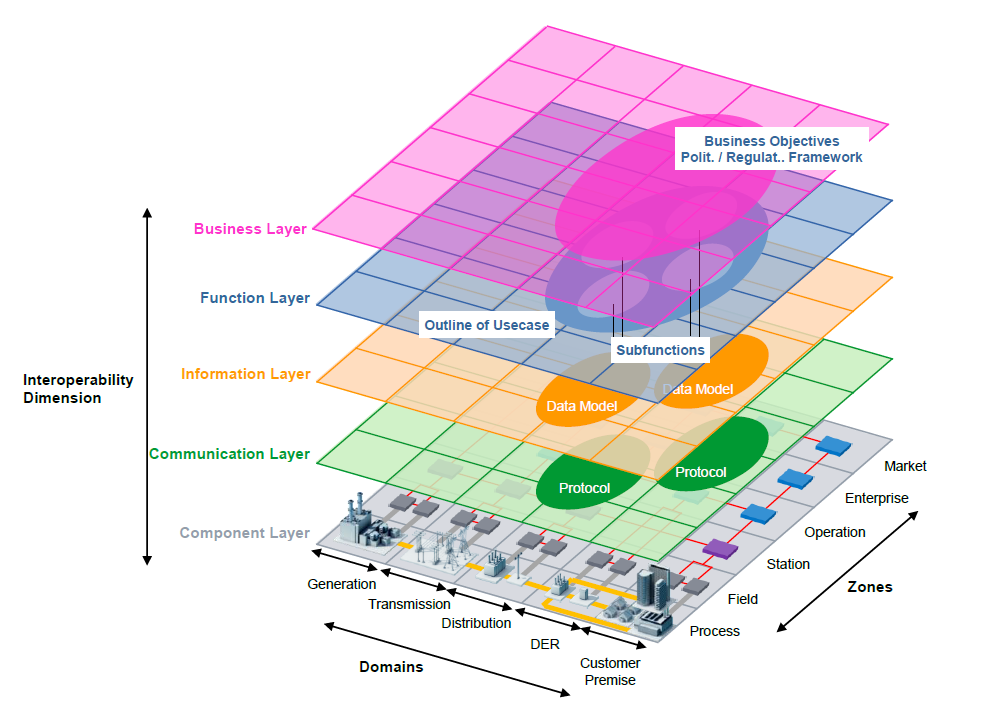 Business Objectives
Polit. / Regulat.. Framework
Business Layer
Function Layer
Outline of Usecase
Subfunctions
Interoperability
Dimension
Information Layer
Data Model
Data Model
Communication Layer
Protocol
Protocol
Component Layer
Market
Enterprise
Operation
Station
Field
Process
Zones
Generation
Transmission
Distribution
DER
Customer
Premise
Domains